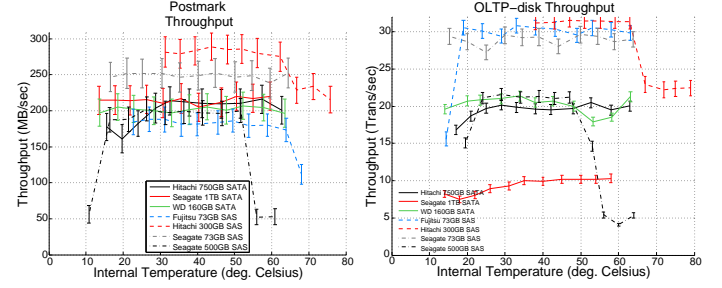 Postmark
Throughput
Throughput (MB/sec)
300
250
200
150
100
50
0
0 10 20 30 40 50 60 70 80
Internal Temperature (deg. Celsius)
Hitachi 750GB SATA
Seagate 1TB SATA
WD 160GB SATA
Fujitsu 73GB SAS
Hitachi 300GB SAS
Seagate 73GB SAS
Seagate 500GB SAS
OLTP-disk Throughput
Throughput (Trans/sec)
30
25
20
15
10
5
0
0 10 20 30 40 50 60 70 80
Internal Temperature (deg. Celsius)
Hitachi 750GB SATA
Seagate 1TB SATA
WD 160GB SATA
Fujitsu 73GB SAS
Hitachi 300GB SAS
Seagate 73GB SAS
Seagate 500GB SAS